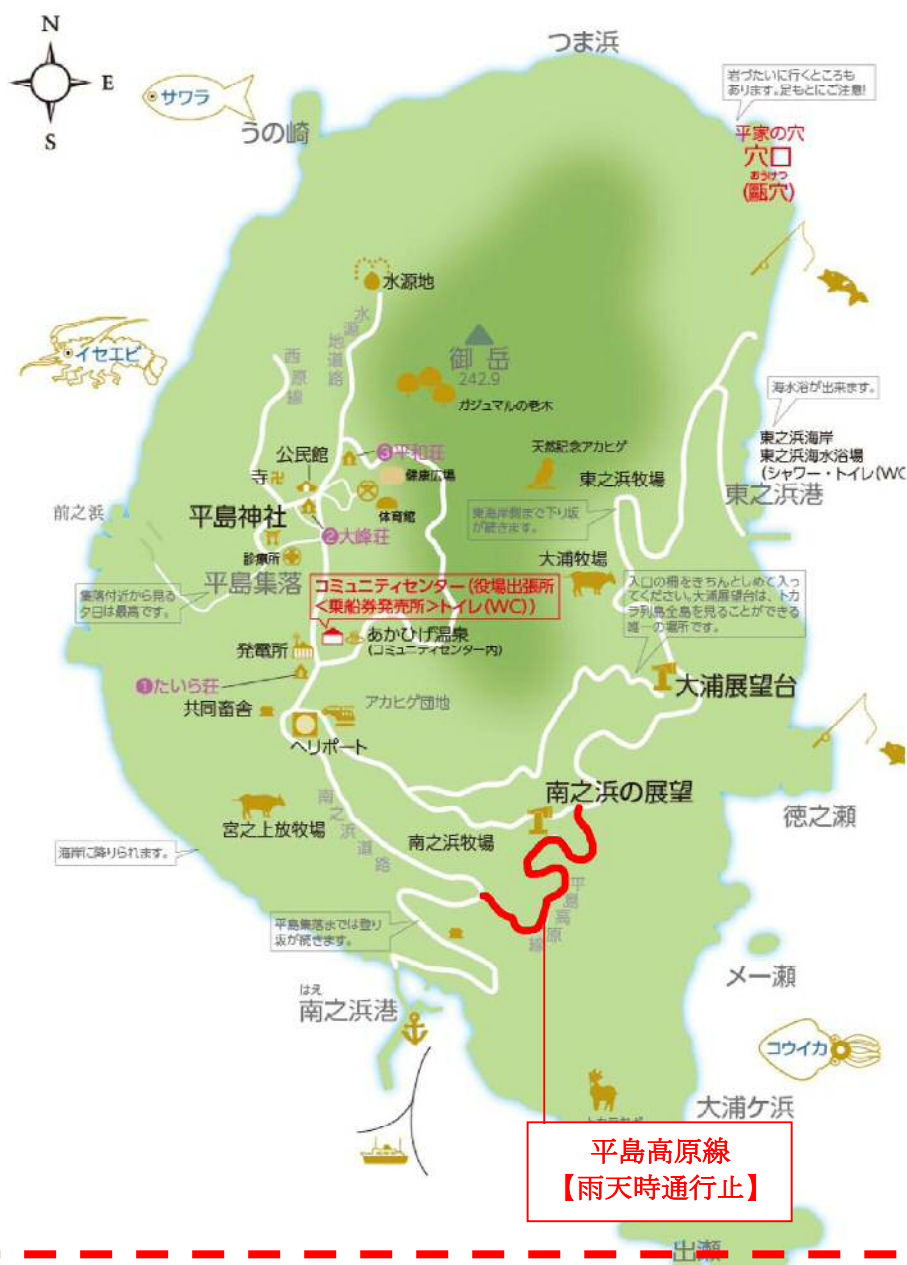 N
E
S
サワラ
うの崎
つま浜
岩づたいに行くところも
あります。足もとにご注意!
平家の穴
穴口
おうけつ
(甌穴)
水源地
水源地道路
西原線
イセエビ
御岳
242.9
ガジュマルの老木
海水浴が出来ます。
東之浜海岸
東之浜海水浴場
(シャワー・トイレ(WC
東之浜港
天然記念アカヒゲ
東之浜牧場
東海岸側まで下り坂
が続きます。
公民館
③平和荘
健康広場
寺
体育館
前之浜
平島神社
②大峰荘
診療所
平島集落
集落付近から見る
夕日は最高です。
大浦牧場
入口の柵をきちんとしめて入っ
てください。大浦展望台は、トカ
ラ列島全島を見ることができる
唯一の場所です。
コミュニティセンター(役場出張所
<乗船券発売所>トイレ(WC))
発電所
あかひげ温泉
(コミュニティセンター内)
①たいら荘
大浦展望台
共同畜舎
アカヒゲ団地
ヘリポート
南之浜の展望
徳之瀬
宮之上放牧場
南之浜道路
南之浜牧場
海岸に降りられます。
平島高原線
平島集落までは登り
坂が続きます。
メー瀬
はえ
南之浜港
コウイカ
大浦ケ浜
平島高原線
【雨天時通行止】
出瀬